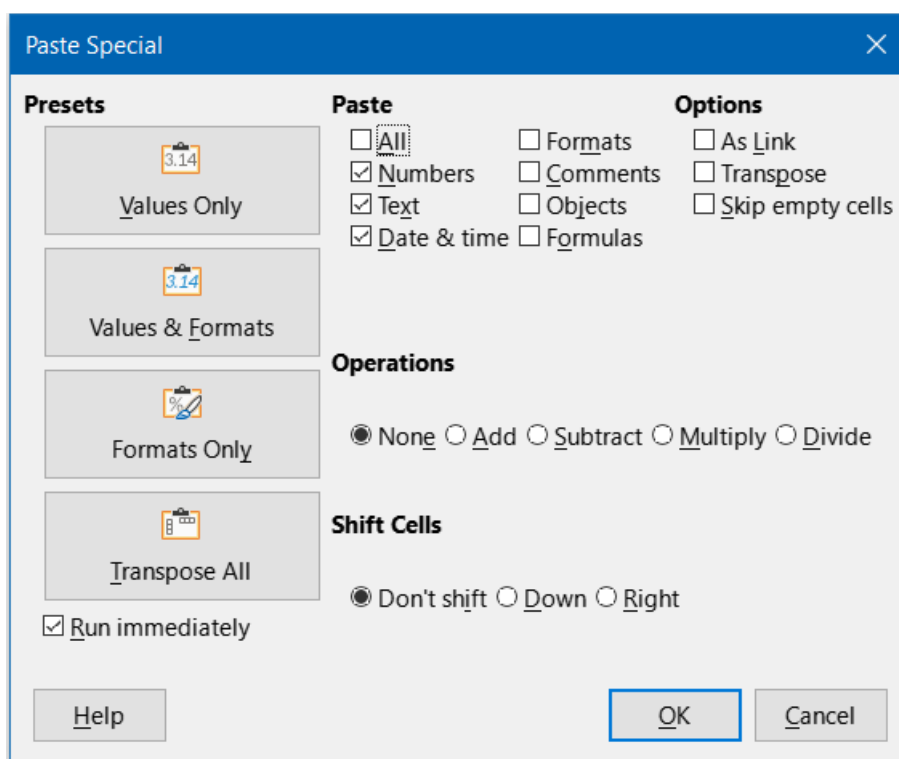 Paste Special
Presets
3.14
Values Only
3.14
Values & Formats
%
Formats Only
Transpose All
Run immediately
Paste
All
Numbers
Text
Date & time
Formats
Comments
Objects
Formulas
Options
As Link
Transpose
Skip empty cells
Operations
None Add Subtract Multiply Divide
Shift Cells
Don't shift Down Right
Help
OK
Cancel